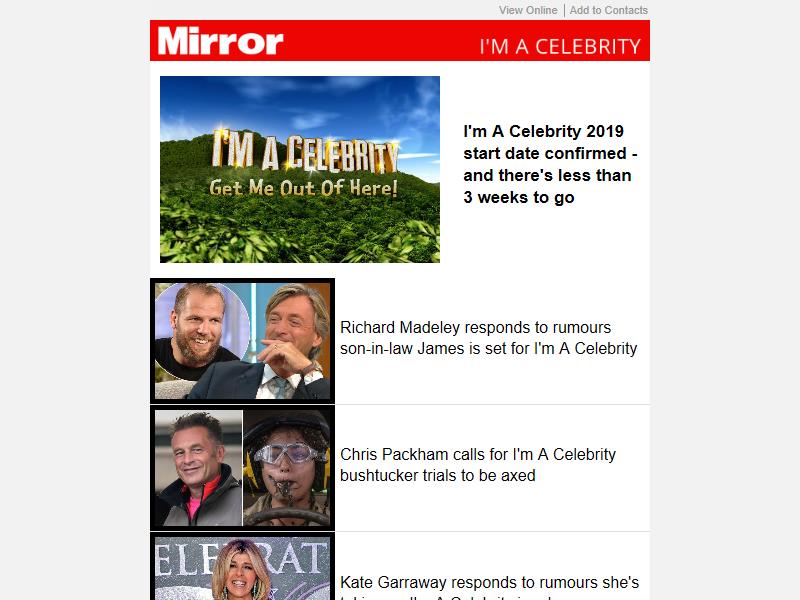 View Online | Add to Contacts
Mirror
I'M A CELEBRITY
I'M A CELEBRITY
Get Me Out Of Here!
I'm A Celebrity 2019
start date confirmed -
and there's less than
3 weeks to go
Richard Madeley responds to rumours
son-in-law James is set for I'm A Celebrity
Chris Packham calls for I'm A Celebrity
bushtucker trials to be axed
Kate Garraway responds to rumours she's